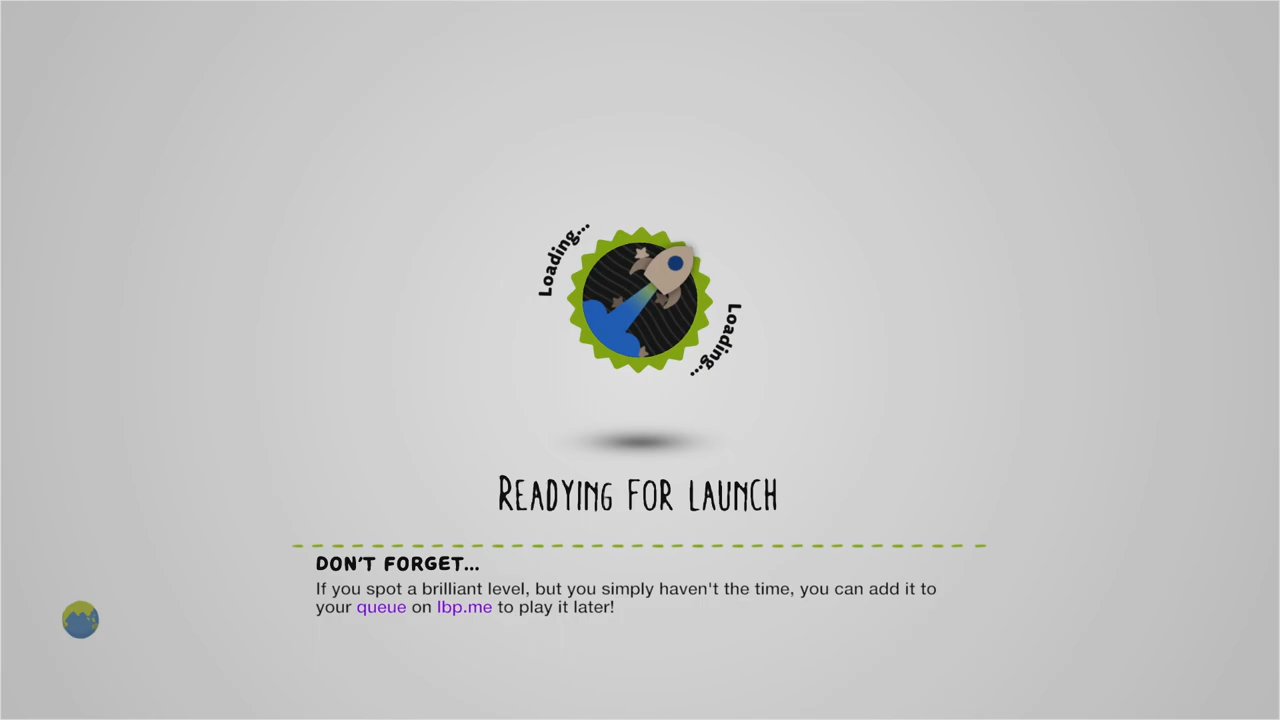 Loading...
Loading...
READYING FOR LAUNCH
DON'T FORGET...
If you spot a brilliant level, but you simply haven't the time, you can add it to
your queue on lbp.me to play it later!